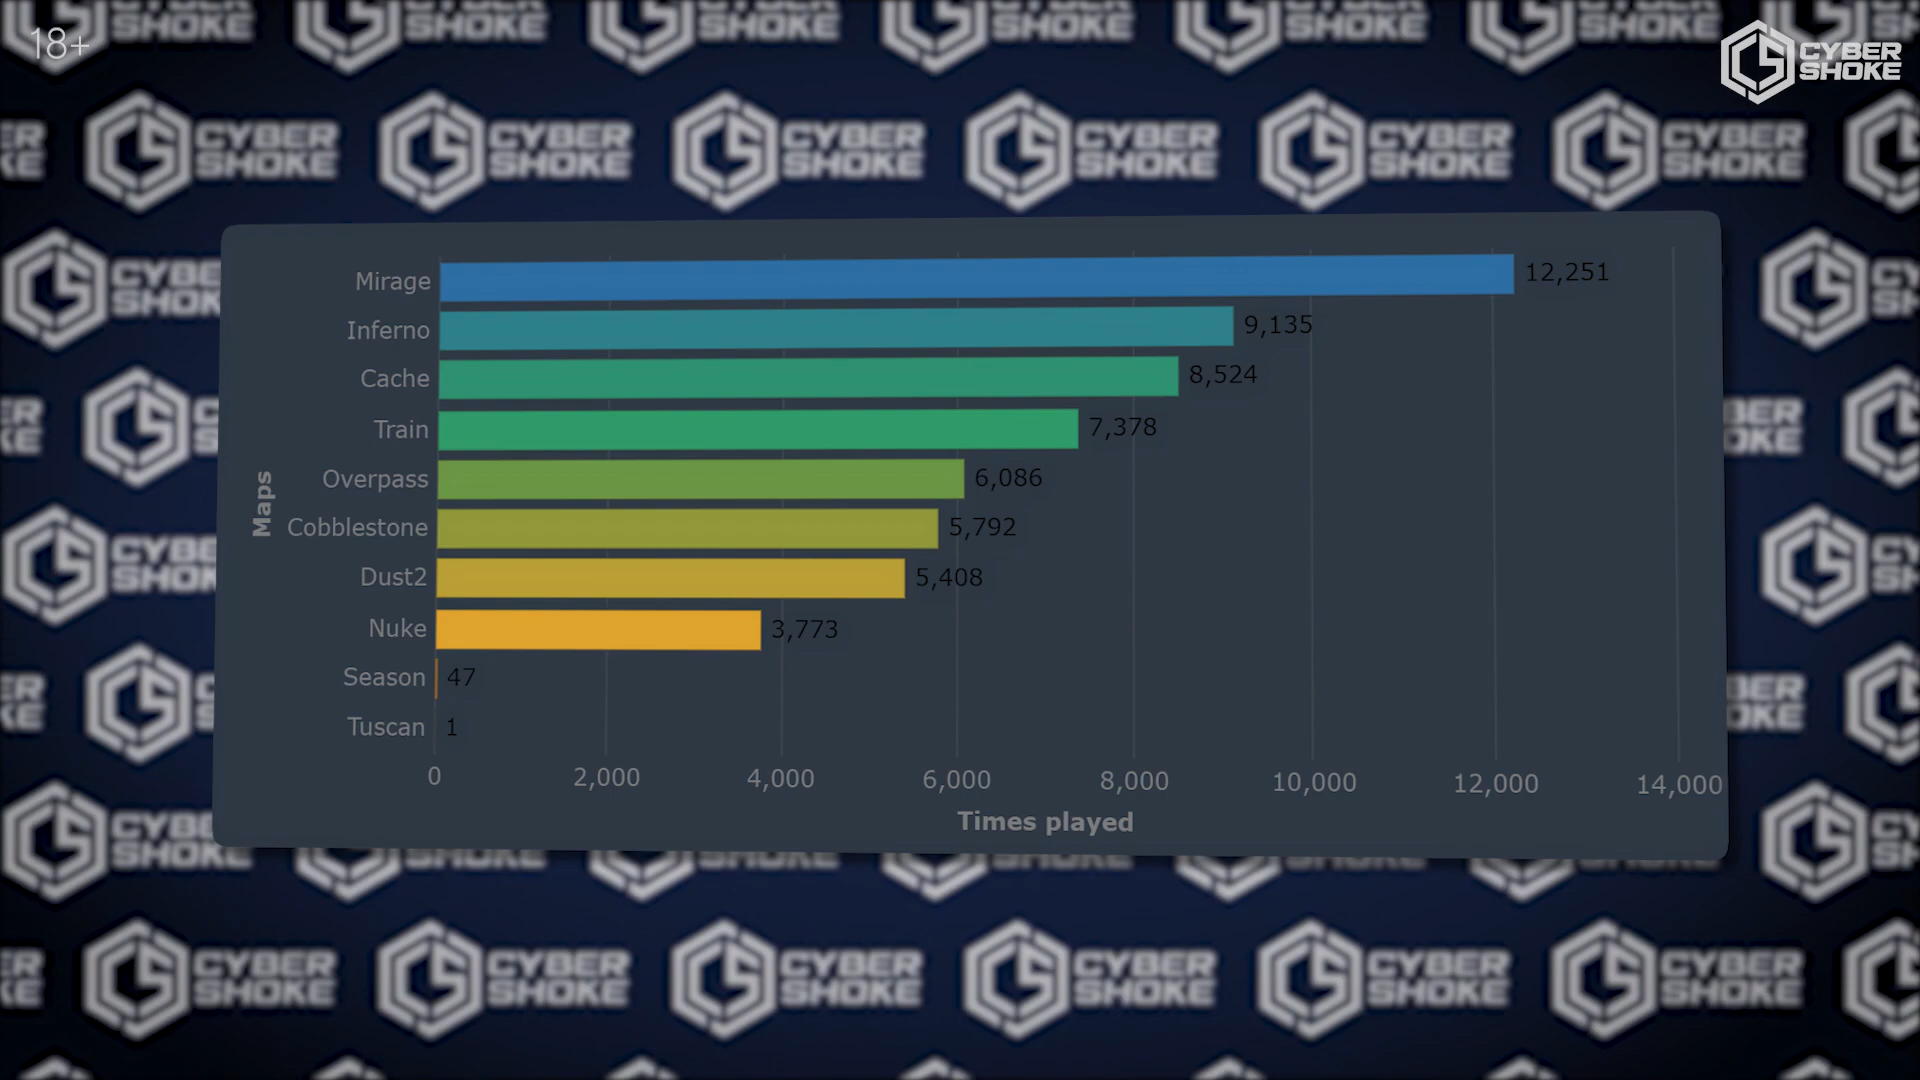 18+
CYBER
SHOKE
Mirage 12,251
Inferno 9,135
Cache 8,524
Train 7,378
Overpass 6,086
Cobblestone 5,792
Dust2 5,408
Nuke 3,773
Season 47
Tuscan 1
Maps
0 2,000 4,000 6,000 8,000 10,000 12,000 14,000
Times played